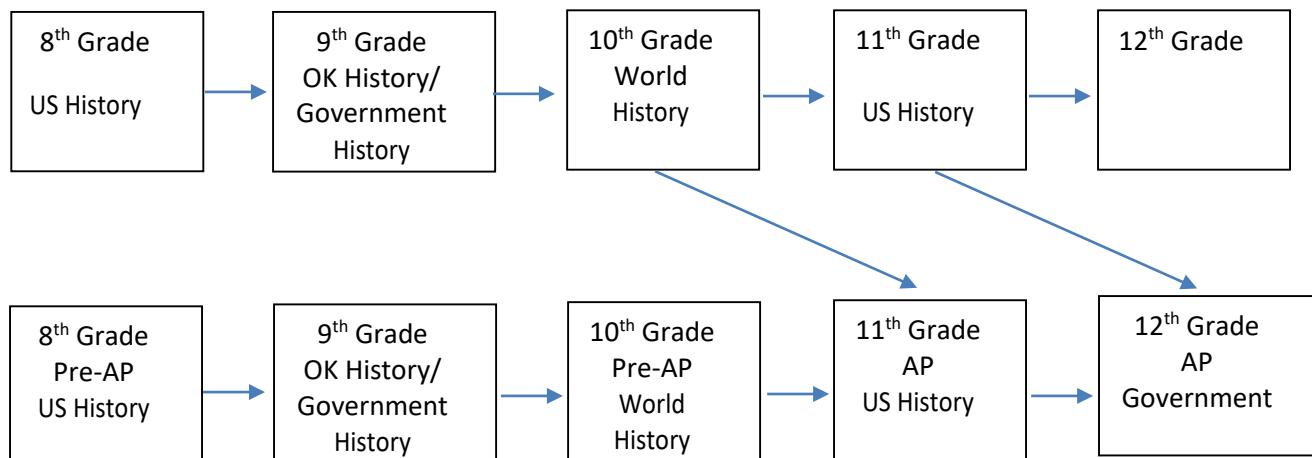 8th Grade
US History
9th Grade
OK History/
Government
History
10th Grade
World
History
11th Grade
US History
12th Grade
8th Grade
Pre-AP
US History
9th Grade
OK History/
Government
History
10th Grade
Pre-AP
World
History
11th Grade
AP
US History
12th Grade
AP
Government